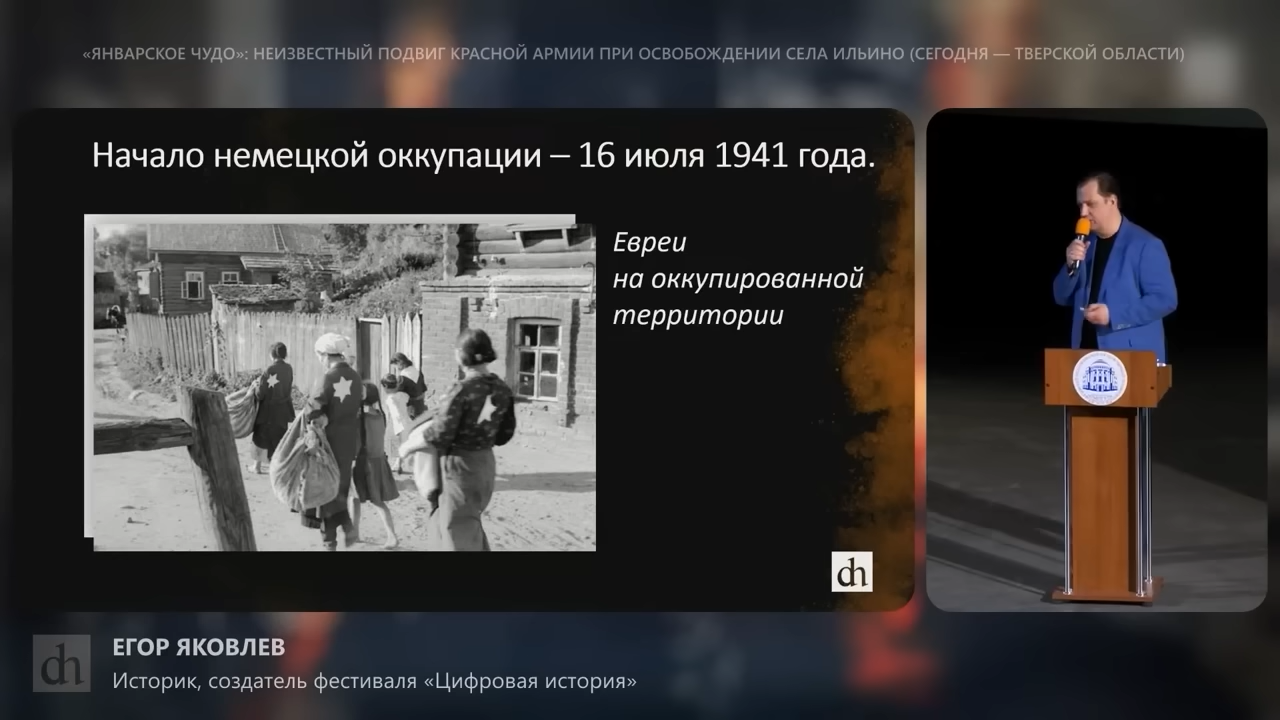 «ЯНВАРСКОЕ ЧУДО»: НЕИЗВЕСТНЫЙ ПОДВИГ КРАСНОЙ АРМИИ ПРИ ОСВОБОЖДЕНИИ СЕЛА ИЛЬИНО (СЕГОДНЯ — ТВЕРСКОЙ ОБЛАСТИ)
Начало немецкой оккупации – 16 июля 1941 года.
Евреи
на оккупированной
территории
dh
dh
ЕГОР ЯКОВЛЕВ
Историк, создатель фестиваля «Цифровая история»